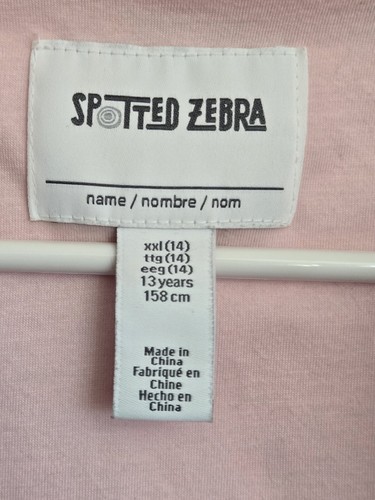 SPOTTED ZEBRA
name / nombre / nom
xxl (14)
ttg (14)
eeg (14)
13 years
158 cm
Made in
China
Fabriqué en
Chine
Hecho en
China